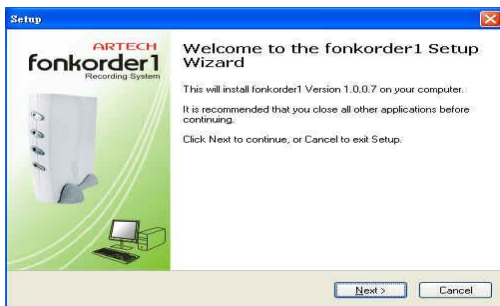 Setup
ARTECH
fonkorder1
Recording System
Welcome to the fonkorder1 Setup
Wizard
This will install fonkorder1 Version 1.0.0.7 on your computer.
It is recommended that you close all other applications before
continuing.
Click Next to continue, or Cancel to exit Setup.
Next >
Cancel